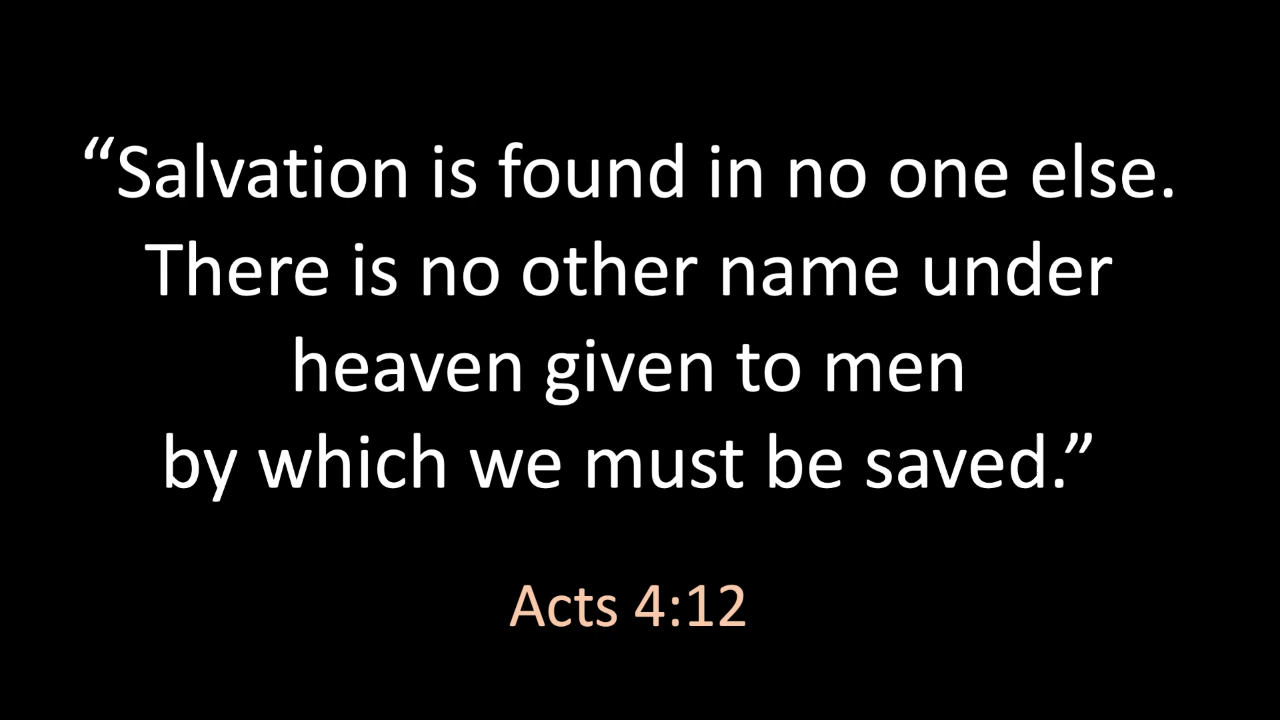 “Salvation is found in no one else.
There is no other name under
heaven given to men
by which we must be saved.”
Acts 4:12